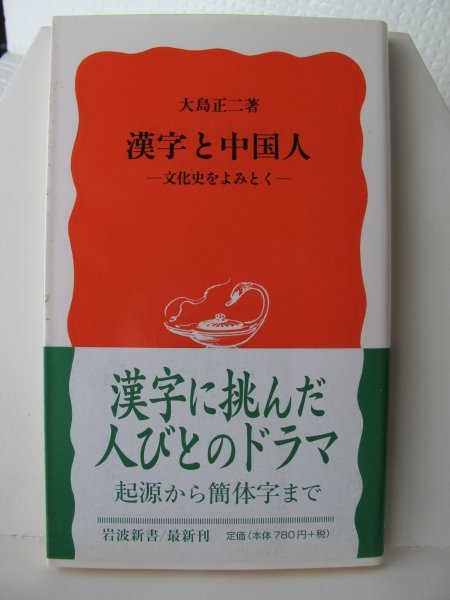 大島正二著
漢字と中国人
—文化史をよみとく—
漢字に挑んだ
人びとのドラマ
起源から簡体字まで
岩波新書/最新刊 定価(本体780円+税)